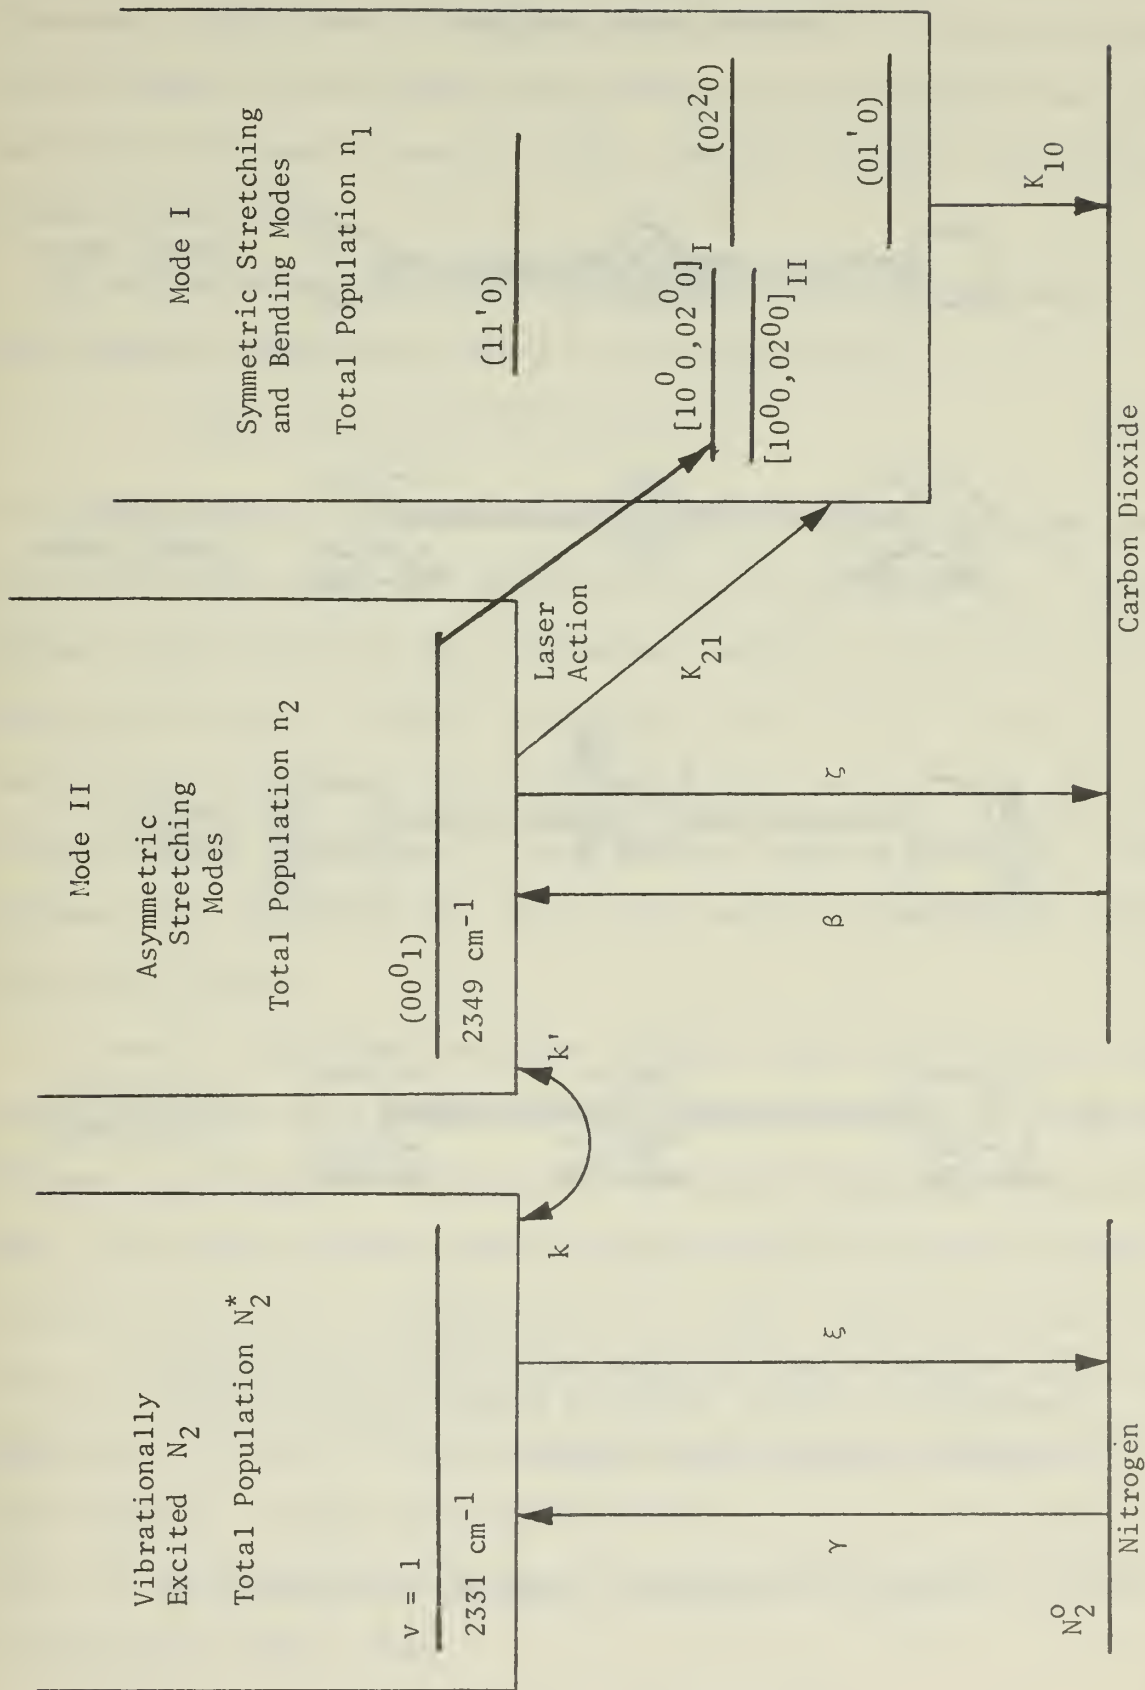 Vibrationally
Excited N2
Total Population N2*
v = 1
2331 cm-1
k
γ
ξ
N2O
Nitrogen
Mode II
Asymmetric
Stretching
Modes
Total Population n2
(00⁰1)
2349 cm-1
k'
β
ζ
Laser
Action
K21
Mode I
Symmetric Stretching
and Bending Modes
Total Population n1
(11'0)
[10⁰0,02⁰0]I
[10⁰0,02⁰0]II
(02²0)
(01'0)
K10
Carbon Dioxide